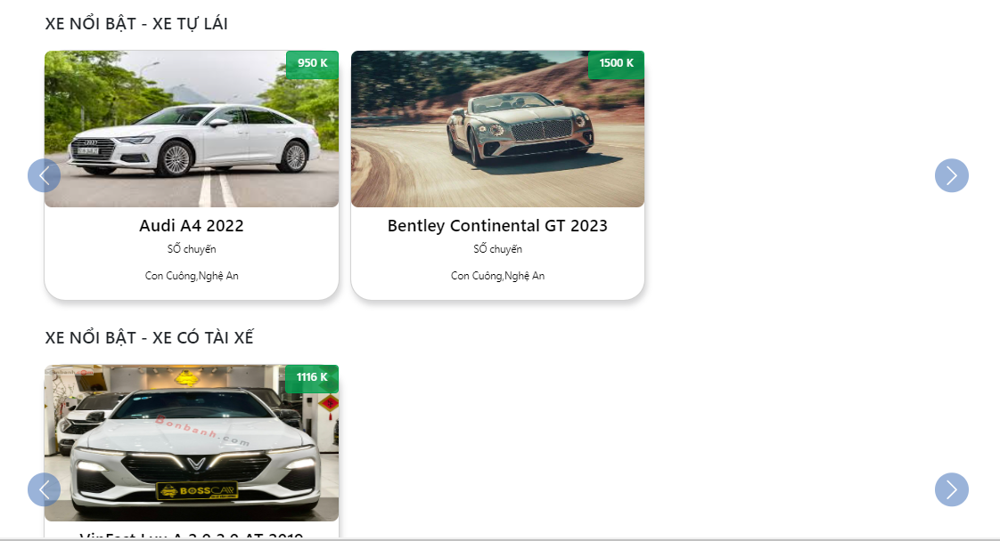 XE NỔI BẬT - XE TỰ LÁI
950 K
1500 K
Audi A4 2022
Bentley Continental GT 2023
SỐ chuyến
SỐ chuyến
Con Cuông,Nghệ An
Con Cuông,Nghệ An
XE NỔI BẬT - XE CÓ TÀI XẾ
1116 K
Bonbanh.com
BOSSCAR
VinFast Lux A 2.0 2.0 AT 2019